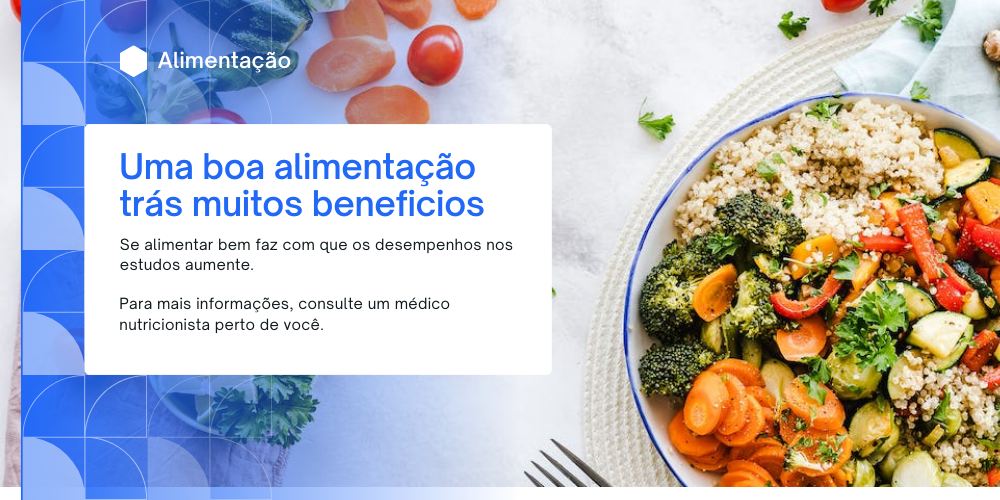 Alimentação
Uma boa alimentação
trás muitos beneficios
Se alimentar bem faz com que os desempenhos nos
estudos aumente.
Para mais informações, consulte um médico
nutricionista perto de você.